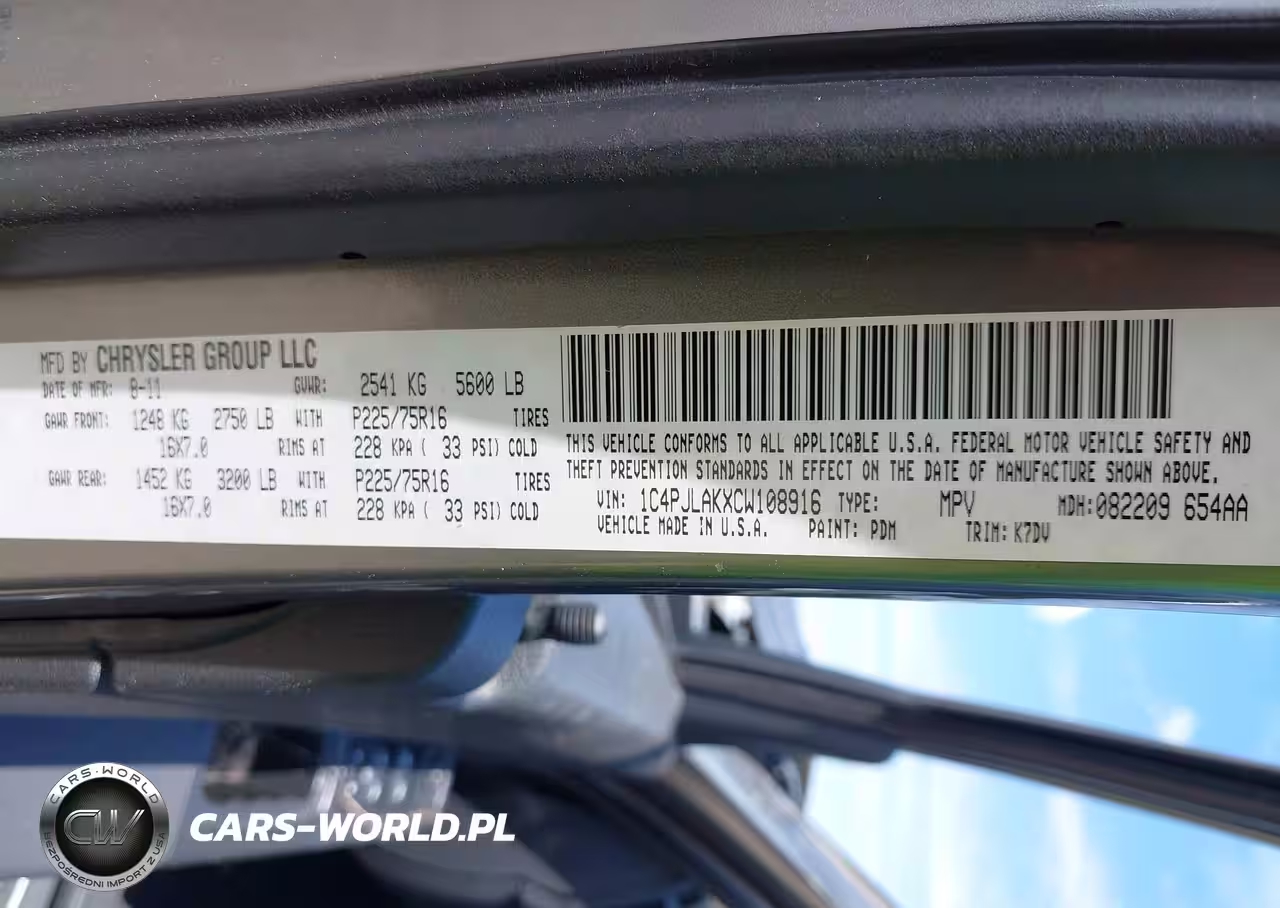 MFD BY CHRYSLER GROUP LLC
DATE OF MFR: 8-11 GVWR: 2541 KG 5600 LB
GAWR FRONT: 1248 KG 2750 LB WITH P225/75R16 TIRES
16X7.0 RIMS AT 228 KPA ( 33 PSI) COLD
GAWR REAR: 1452 KG 3200 LB WITH P225/75R16 TIRES
16X7.0 RIMS AT 228 KPA ( 33 PSI) COLD
THIS VEHICLE CONFORMS TO ALL APPLICABLE U.S.A. FEDERAL MOTOR VEHICLE SAFETY AND
THEFT PREVENTION STANDARDS IN EFFECT ON THE DATE OF MANUFACTURE SHOWN ABOVE.
VIN: 1C4PJLAKXCW108916 TYPE: MPV MDH:082209 654AA
VEHICLE MADE IN U.S.A. PAINT: PDM TRIM: K7DV
CARS-WORLD
CW
BEZPOŚREDNI IMPORT Z USA
CARS-WORLD.PL